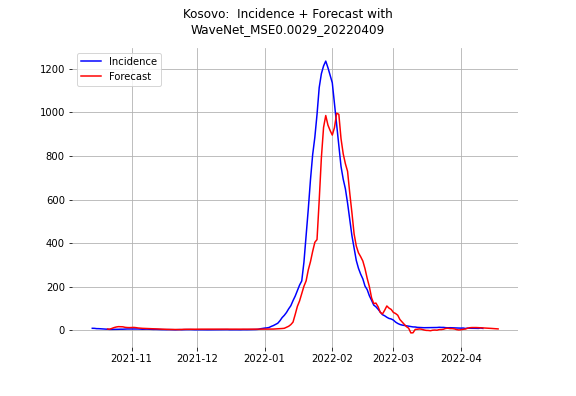 Kosovo:  Incidence + Forecast with
WaveNet_MSE0.0029_20220409
Incidence
Forecast
1200
1000
800
600
400
200
0
2021-11 2021-12 2022-01 2022-02 2022-03 2022-04